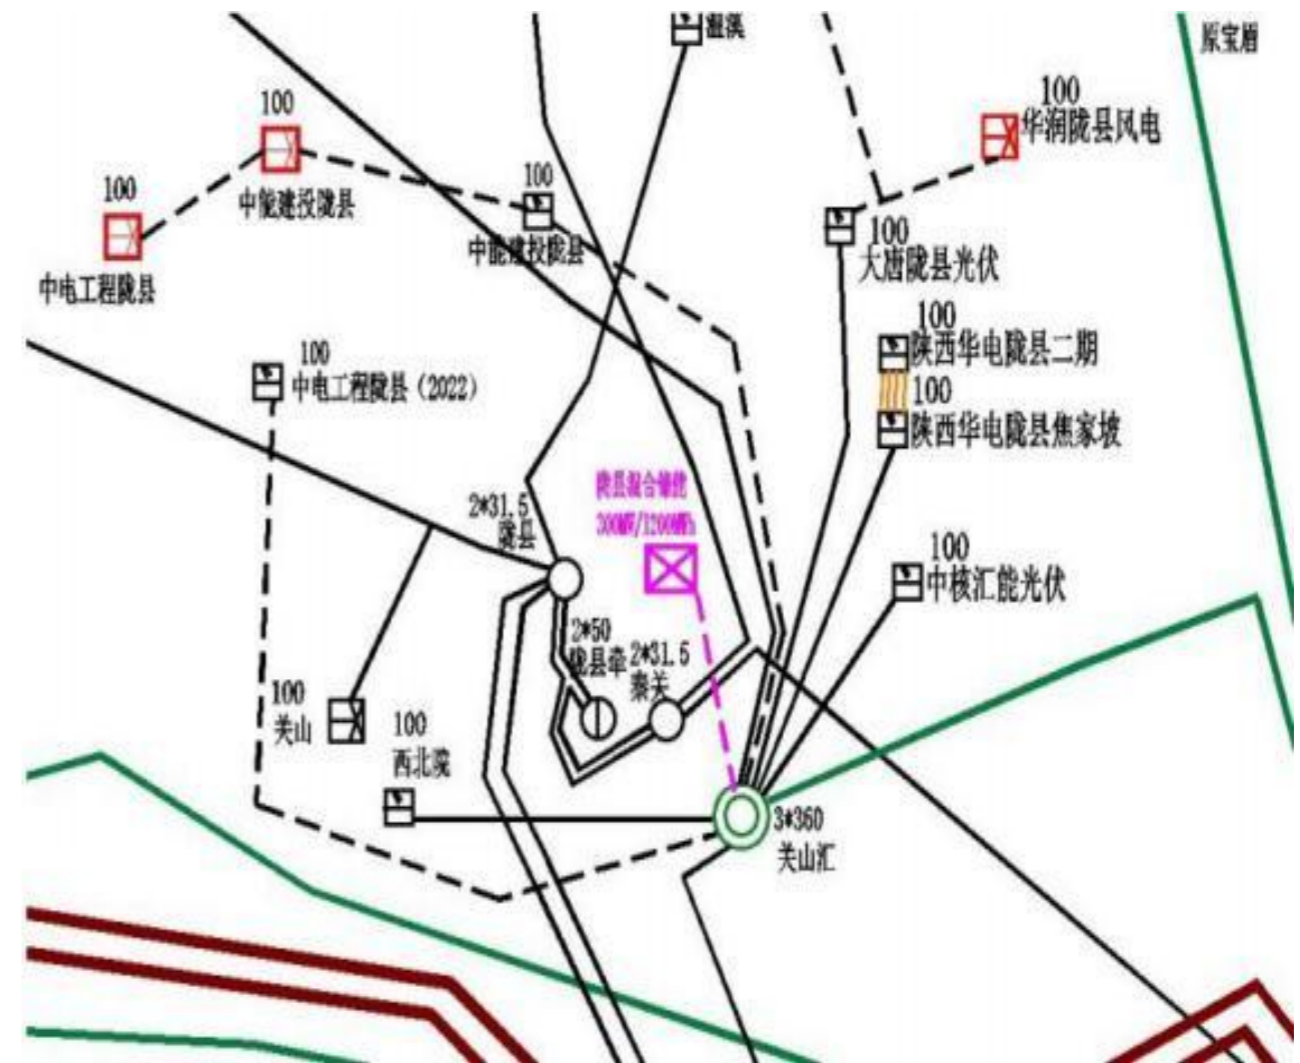 温溪
原宝眉
100
华润陇县风电
100
中能建投陇县
100
中电工程陇县
100
中能建投陇县
100
大唐陇县光伏
100
陕西华电陇县二期
100
陕西华电陇县焦家坡
100
中电工程陇县(2022)
陇县混合储能
300MW/1200MWh
2*31.5
陇县
100
中核汇能光伏
2*50
陇县牵
2*31.5
秦关
100
关山
100
西北院
3*360
关山汇